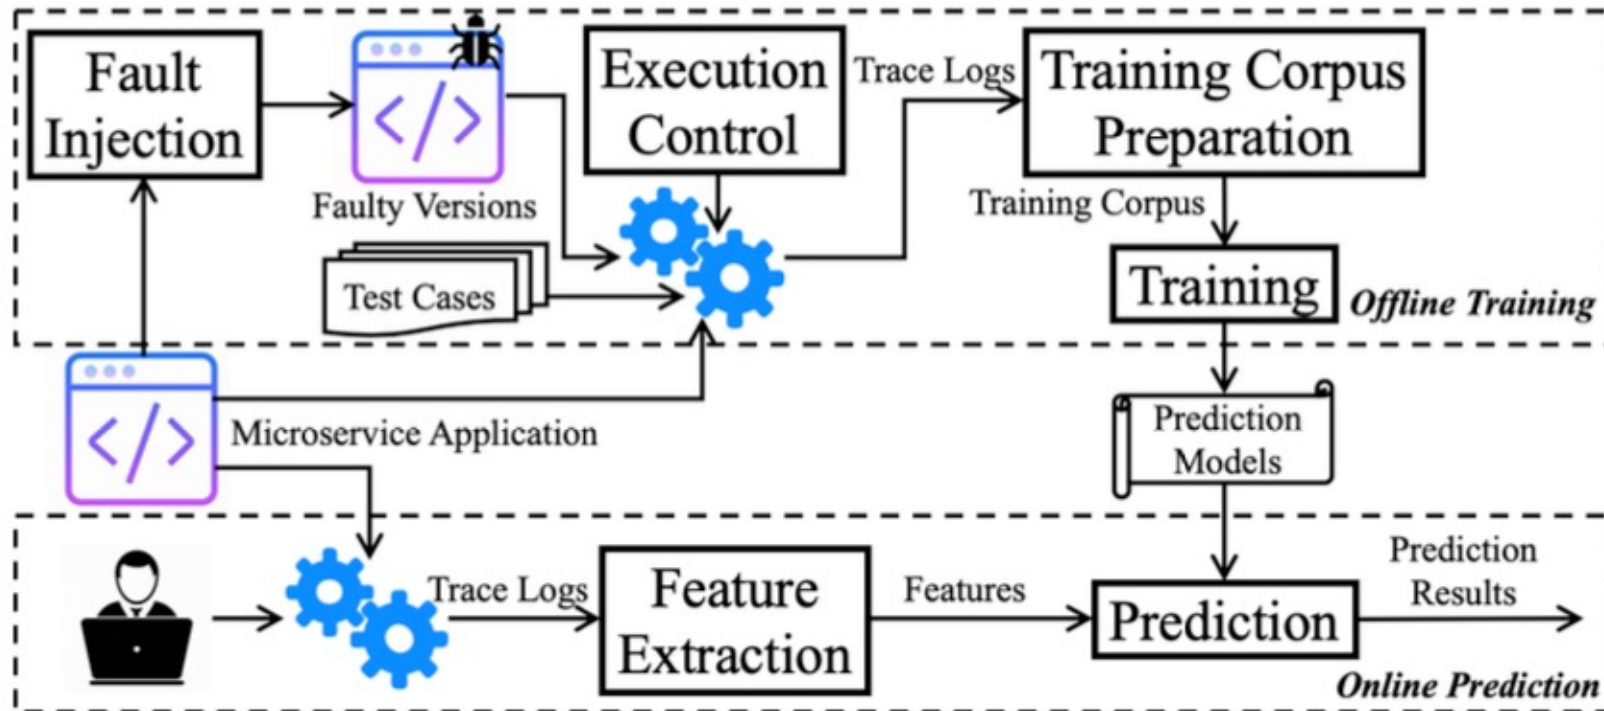 Fault
Injection
Faulty Versions
Test Cases
Execution
Control
Trace Logs
Training Corpus
Preparation
Training Corpus
Training
Offline Training
Microservice Application
Prediction
Models
Trace Logs
Feature
Extraction
Features
Prediction
Prediction
Results
Online Prediction